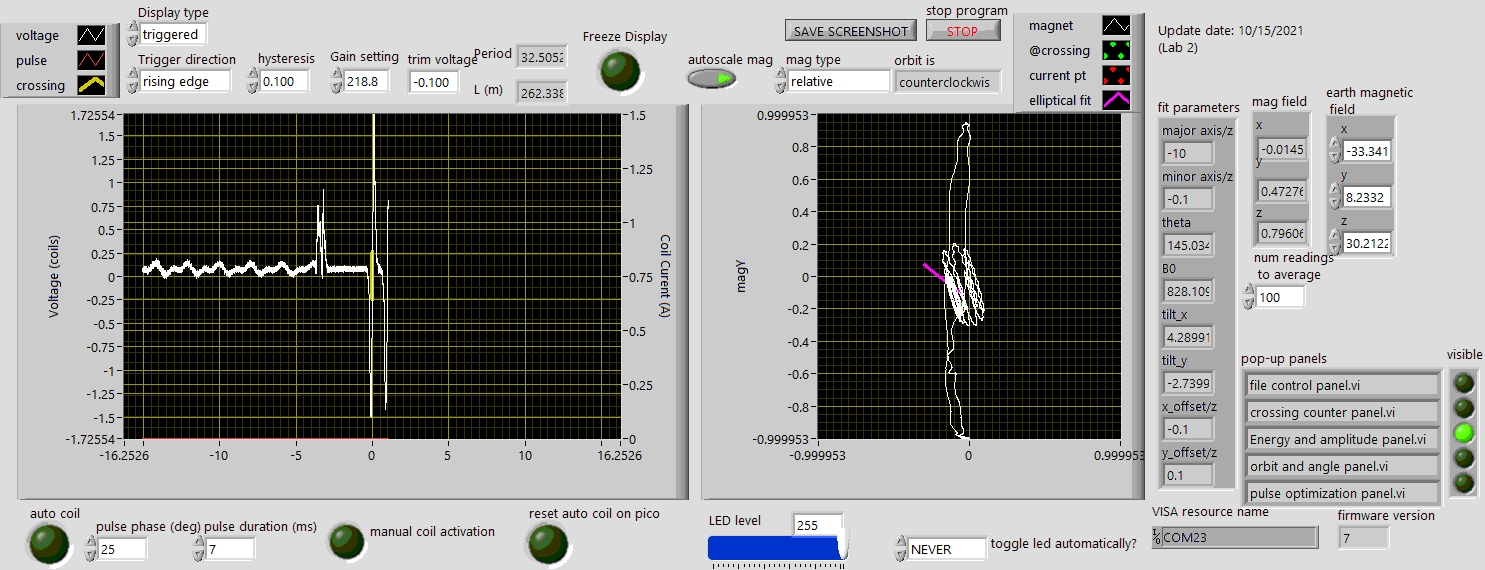 voltage
pulse
crossing
Display type
triggered
Trigger direction
rising edge
hysteresis
0.100
Gain setting
218.8
trim voltage
-0.100
Period
32.5052
L (m)
262.338
Freeze Display
SAVE SCREENSHOT
stop program
STOP
autoscale mag
mag type
relative
orbit is
counterclockwis
magnet
@crossing
current pt
elliptical fit
Update date: 10/15/2021
(Lab 2)
Voltage (coils)
1.72554
1.5
1.25
1
0.75
0.5
0.25
0
-0.25
-0.5
-0.75
-1
-1.25
-1.5
-1.72554
-16.2526
-10
-5
0
5
10
16.2526
1.5
1.25
1
0.75
0.5
0.25
0
Coil Current (A)
magY
0.999953
0.8
0.6
0.4
0.2
0
-0.2
-0.4
-0.6
-0.8
-0.999953
-0.999953
0
0.999953
fit parameters
major axis/z
-10
minor axis/z
-0.1
theta
145.034
B0
828.109
tilt_x
4.28991
tilt_y
-2.7399
x_offset/z
-0.1
y_offset/z
0.1
mag field
x
-0.0145
y
0.47276
z
0.79606
earth magnetic
field
x
-33.341
y
8.2332
z
30.2122
num readings
to average
100
pop-up panels
visible
file control panel.vi
crossing counter panel.vi
Energy and amplitude panel.vi
orbit and angle panel.vi
pulse optimization panel.vi
auto coil
pulse phase (deg)
25
pulse duration (ms)
7
manual coil activation
reset auto coil on pico
LED level
255
NEVER
toggle led automatically?
VISA resource name
COM23
firmware version
7